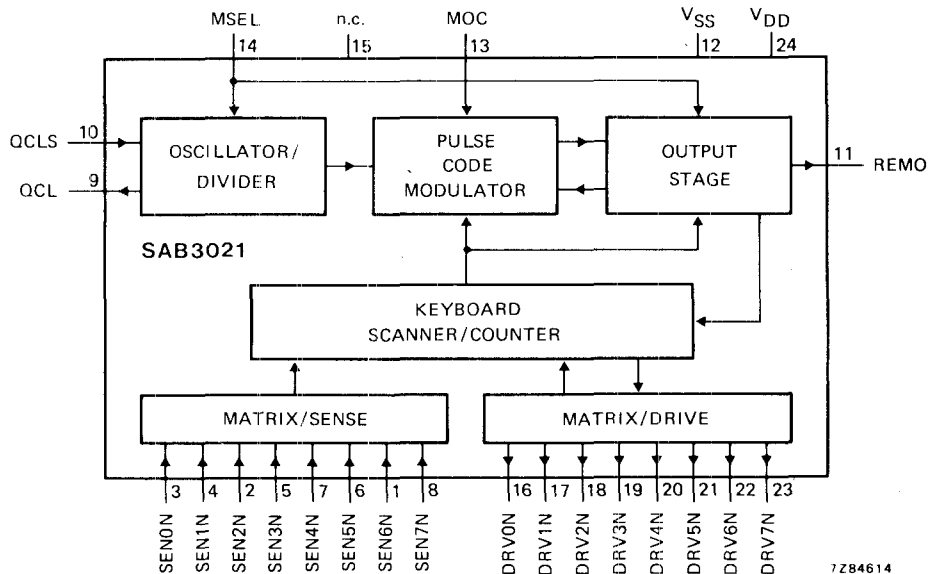 MSEL n.c. MOC VSS VDD
14 15 13 12 24
QCLS 10
QCL 9
OSCILLATOR/
DIVIDER
PULSE
CODE
MODULATOR
OUTPUT
STAGE
11 REMO
SAB3021
KEYBOARD
SCANNER/COUNTER
MATRIX/SENSE
MATRIX/DRIVE
3 4 2 5 7 6 1 8
16 17 18 19 20 21 22 23
SEN0N
SEN1N
SEN2N
SEN3N
SEN4N
SEN5N
SEN6N
SEN7N
DRV0N
DRV1N
DRV2N
DRV3N
DRV4N
DRV5N
DRV6N
DRV7N
7Z84614